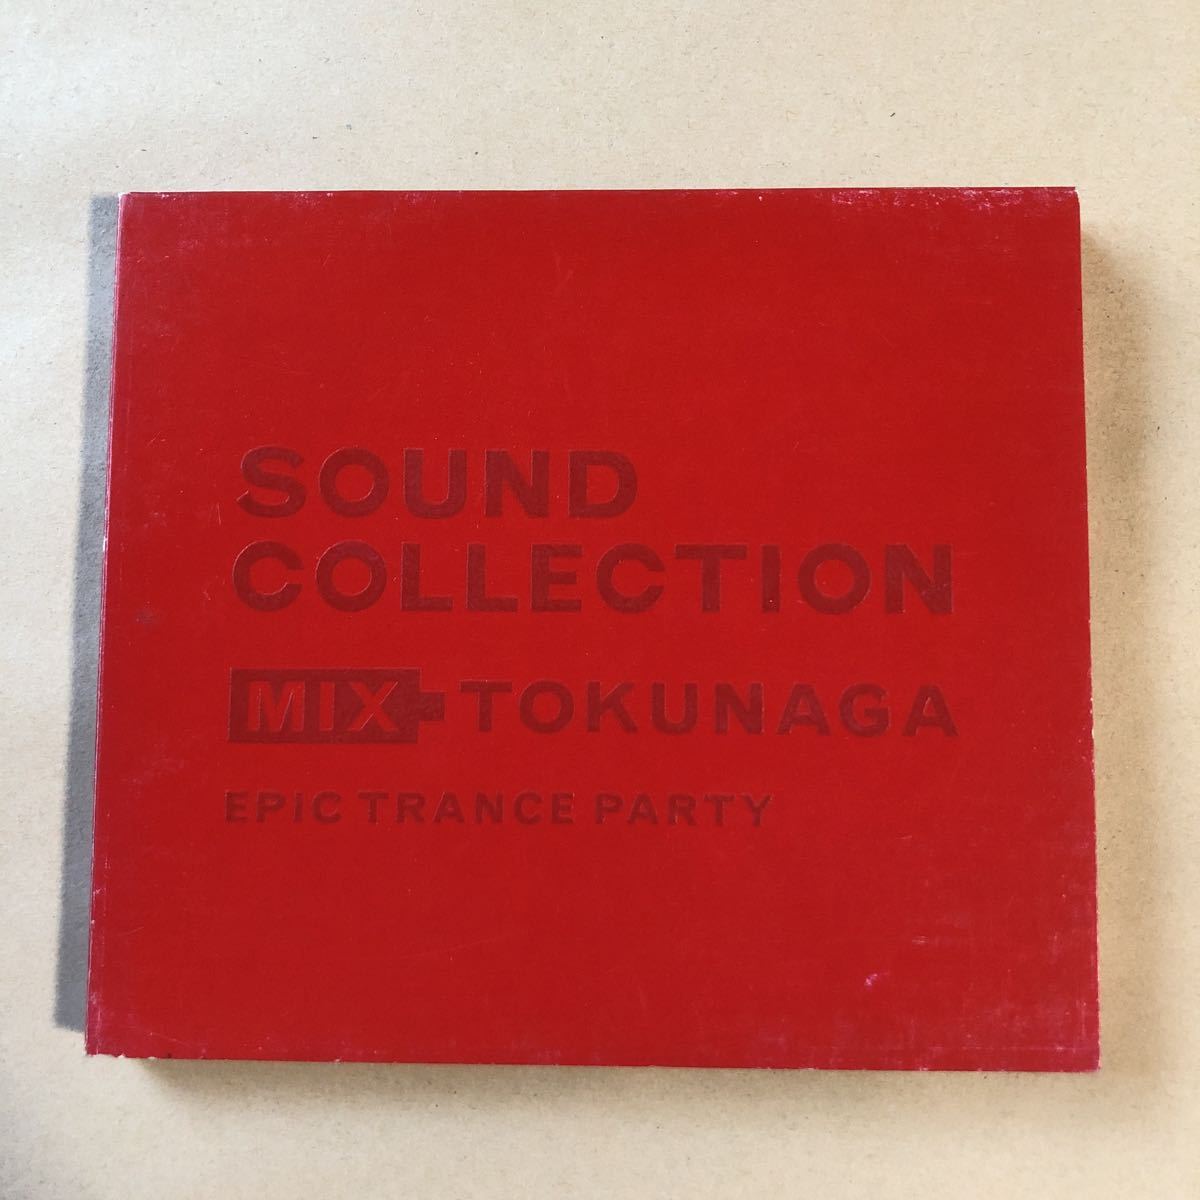 SOUND
COLLECTION
MIX-TOKUNAGA
EPIC TRANCE PARTY